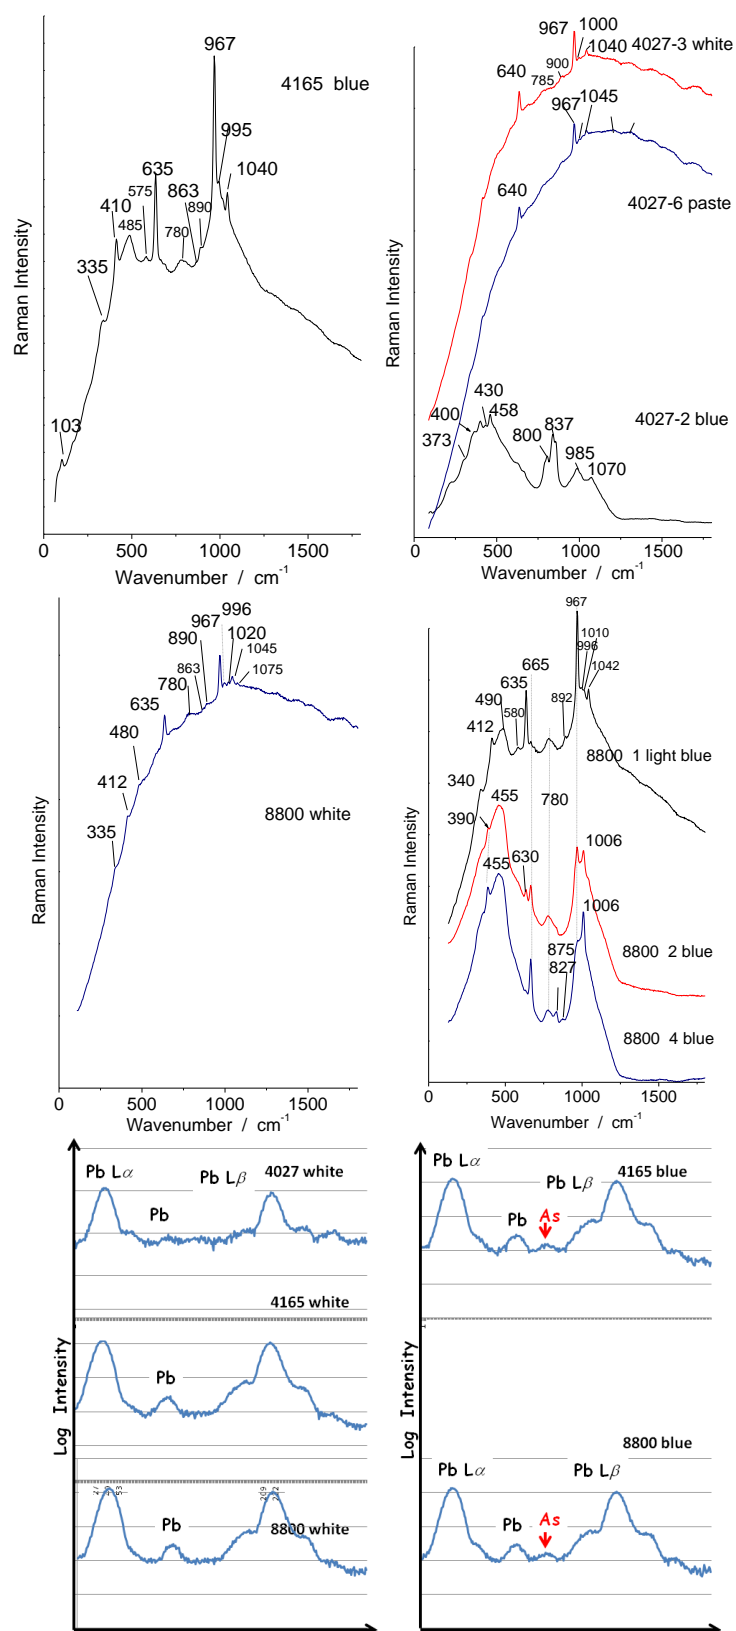 967
4165 blue
995
635
1040
863
575
410
890
485
780
335
103
Raman Intensity
0
500
1000
1500
Wavenumber / cm-1
967
1000
4027-3 white
1040
900
640
785
967
1045
4027-6 paste
640
430
400
458
4027-2 blue
837
373
800
985
1070
Raman Intensity
0
500
1000
1500
Wavenumber / cm-1
996
967
1020
890
1045
863
1075
780
635
480
412
8800 white
335
Raman Intensity
0
500
1000
1500
Wavenumber / cm-1
967
1010
996
665
635
1042
490
892
580
412
8800 1 light blue
340
455
780
390
1006
630
455
1006
8800 2 blue
875
827
8800 4 blue
Raman Intensity
0
500
1000
1500
Wavenumber / cm-1
Pb Lα
Pb Lβ
4027 white
Pb
4165 white
Pb
Log Intensity
Pb
8800 white
209
Pb Lα
4165 blue
Pb Lβ
As
Pb
8800 blue
Pb Lα
Pb Lβ
As
Pb
Log Intensity